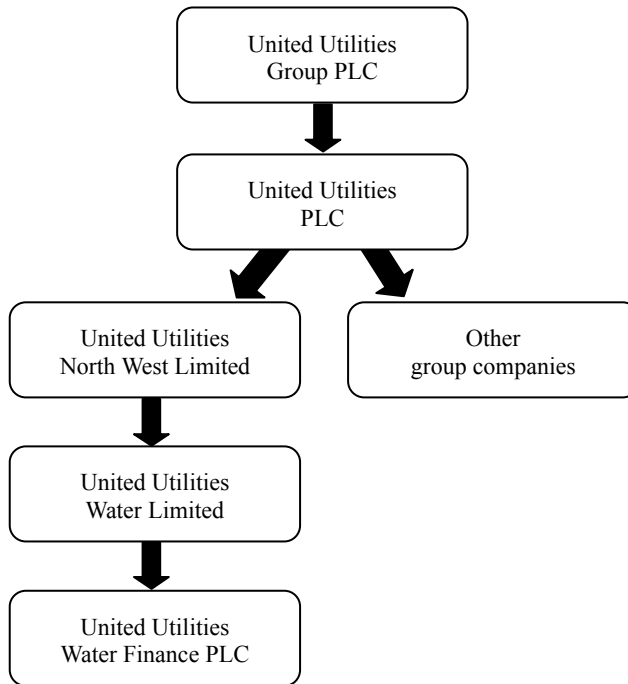 United Utilities
Group PLC
United Utilities
PLC
United Utilities
North West Limited
Other
group companies
United Utilities
Water Limited
United Utilities
Water Finance PLC